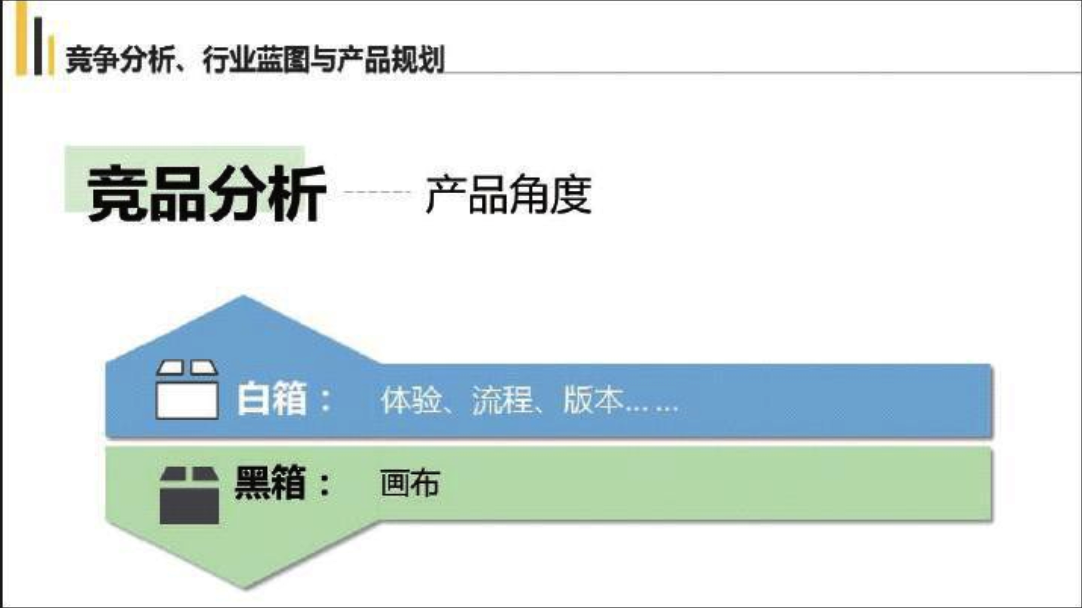 竞争分析、行业蓝图与产品规划
竞品分析 ------ 产品角度
白箱： 体验、流程、版本... ...
黑箱： 画布